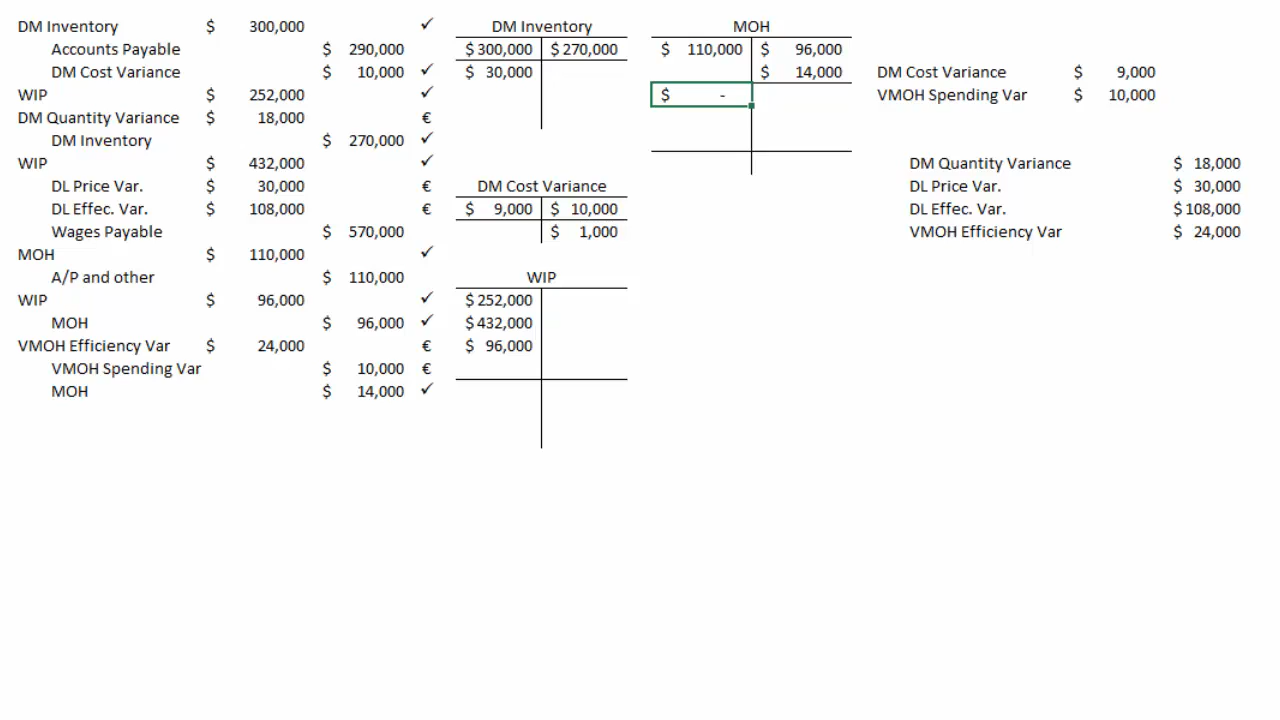 DM Inventory $ 300,000 ✓ DM Inventory MOH
Accounts Payable $ 290,000 $ 300,000 $ 270,000 $ 110,000 $ 96,000
DM Cost Variance $ 10,000 ✓ $ 30,000 $ 14,000 DM Cost Variance $ 9,000
WIP $ 252,000 ✓ $ - VMOH Spending Var $ 10,000
DM Quantity Variance $ 18,000 €
DM Inventory $ 270,000 ✓
WIP $ 432,000 ✓ DM Quantity Variance $ 18,000
DL Price Var. $ 30,000 € DM Cost Variance DL Price Var. $ 30,000
DL Effec. Var. $ 108,000 € $ 9,000 $ 10,000 DL Effec. Var. $ 108,000
Wages Payable $ 570,000 $ 1,000 VMOH Efficiency Var $ 24,000
MOH $ 110,000 ✓
A/P and other $ 110,000 WIP
WIP $ 96,000 ✓ $ 252,000
MOH $ 96,000 ✓ $ 432,000
VMOH Efficiency Var $ 24,000 € $ 96,000
VMOH Spending Var $ 10,000 €
MOH $ 14,000 ✓